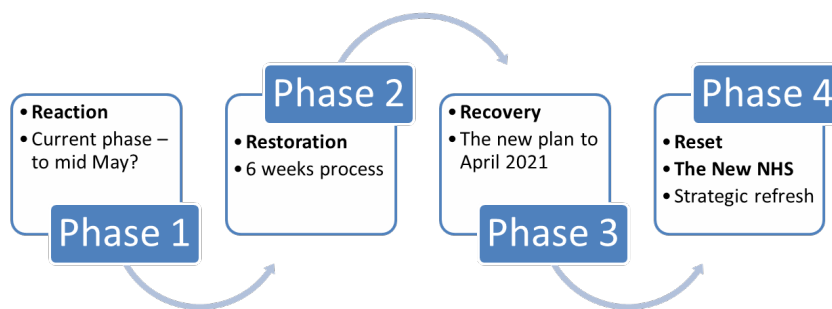 • Reaction
• Current phase –
to mid May?
Phase 1
Phase 2
• Restoration
• 6 weeks process
• Recovery
• The new plan to
April 2021
Phase 3
Phase 4
• Reset
• The New NHS
• Strategic refresh